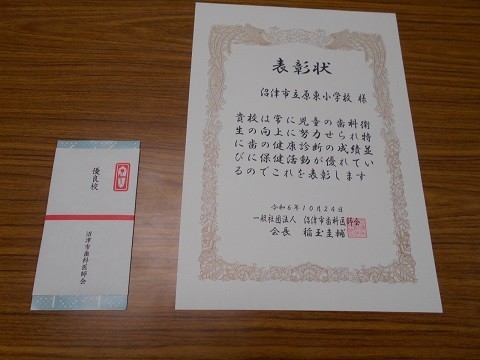 表彰状
沼津市立原東小学校 様
貴校は常に児童の歯科衛
生の向上に努力せられ特
に歯の健康診断の成績並
びに保健活動が優れてい
るのでこれを表彰します
令和6年10月24日
一般社団法人 沼津市歯科医師会
会長 稲玉圭輔
優良校
沼津市歯科医師会